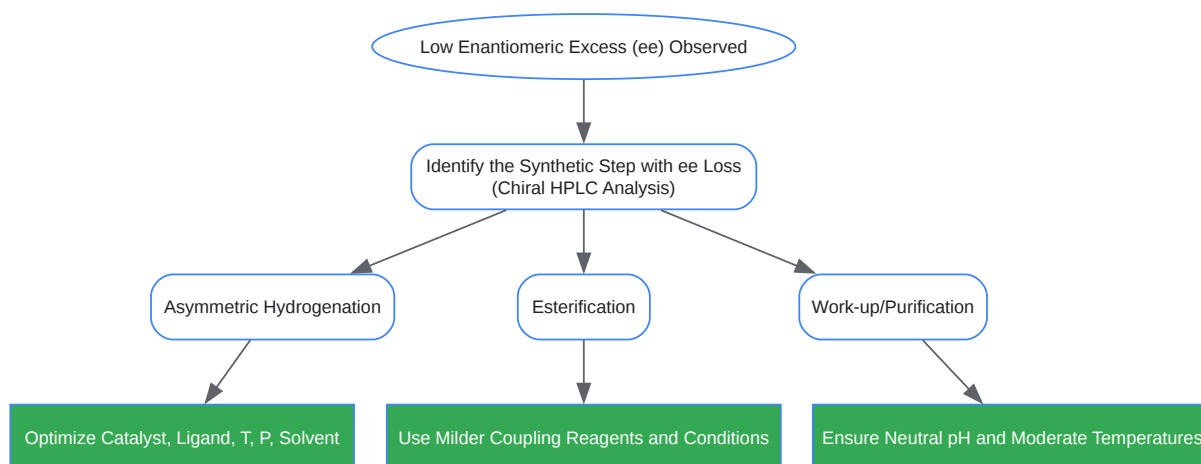 Low Enantiomeric Excess (ee) Observed
Identify the Synthetic Step with ee Loss
(Chiral HPLC Analysis)
Asymmetric Hydrogenation
Esterification
Work-up/Purification
Optimize Catalyst, Ligand, T, P, Solvent
Use Milder Coupling Reagents and Conditions
Ensure Neutral pH and Moderate Temperatures